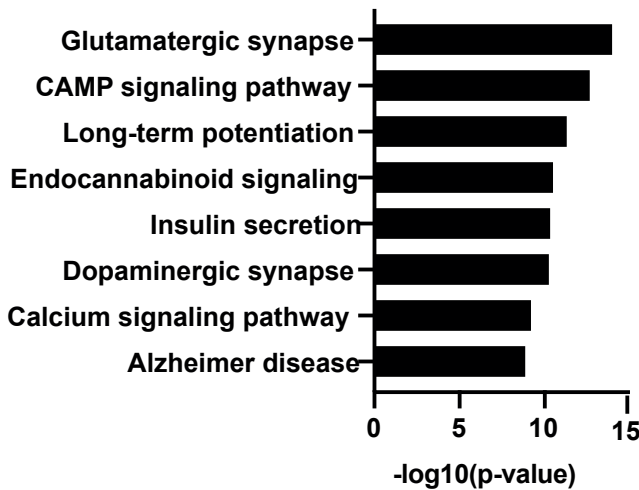 Glutamatergic synapse
CAMP signaling pathway
Long-term potentiation
Endocannabinoid signaling
Insulin secretion
Dopaminergic synapse
Calcium signaling pathway
Alzheimer disease
0 5 10 15
-log10(p-value)